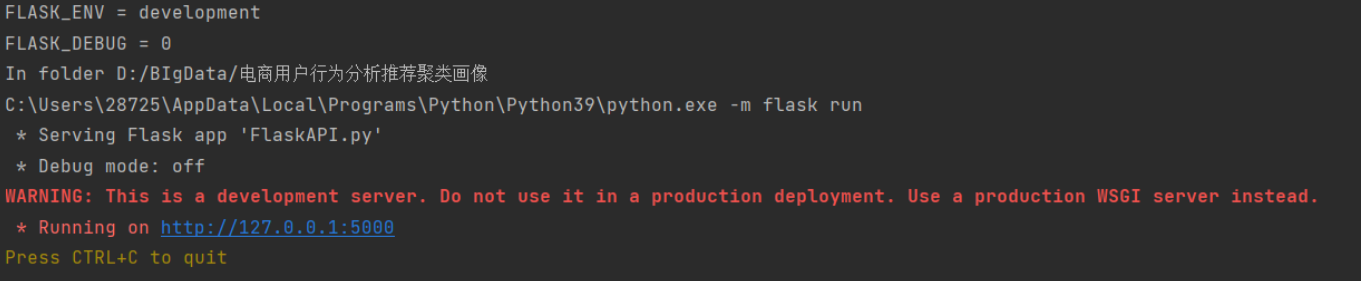 FLASK_ENV = development
FLASK_DEBUG = 0
In folder D:/BIgData/电商用户行为分析推荐聚类画像
C:\Users\28725\AppData\Local\Programs\Python\Python39\python.exe -m flask run
 * Serving Flask app 'FlaskAPI.py'
 * Debug mode: off
WARNING: This is a development server. Do not use it in a production deployment. Use a production WSGI server instead.
 * Running on http://127.0.0.1:5000
Press CTRL+C to quit